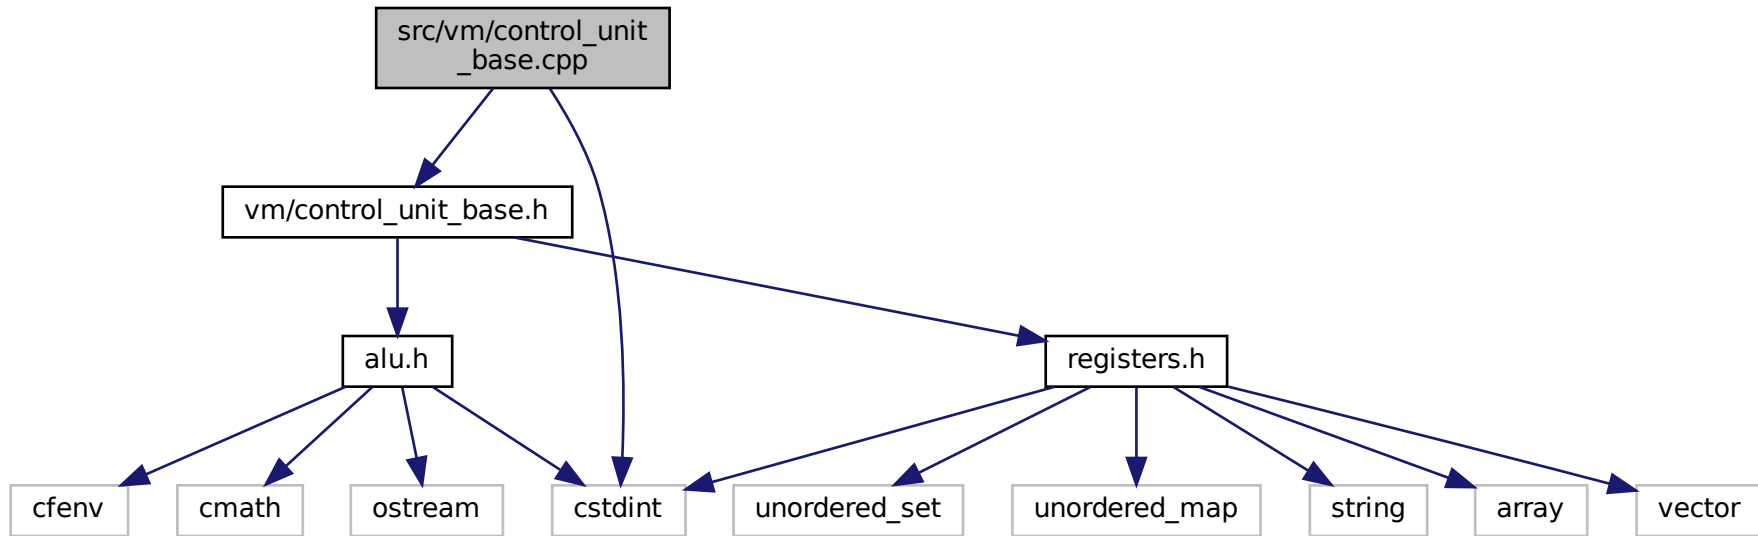 src/vm/control_unit
_base.cpp
vm/control_unit_base.h
alu.h
registers.h
cfenv
cmath
ostream
cstdint
unordered_set
unordered_map
string
array
vector